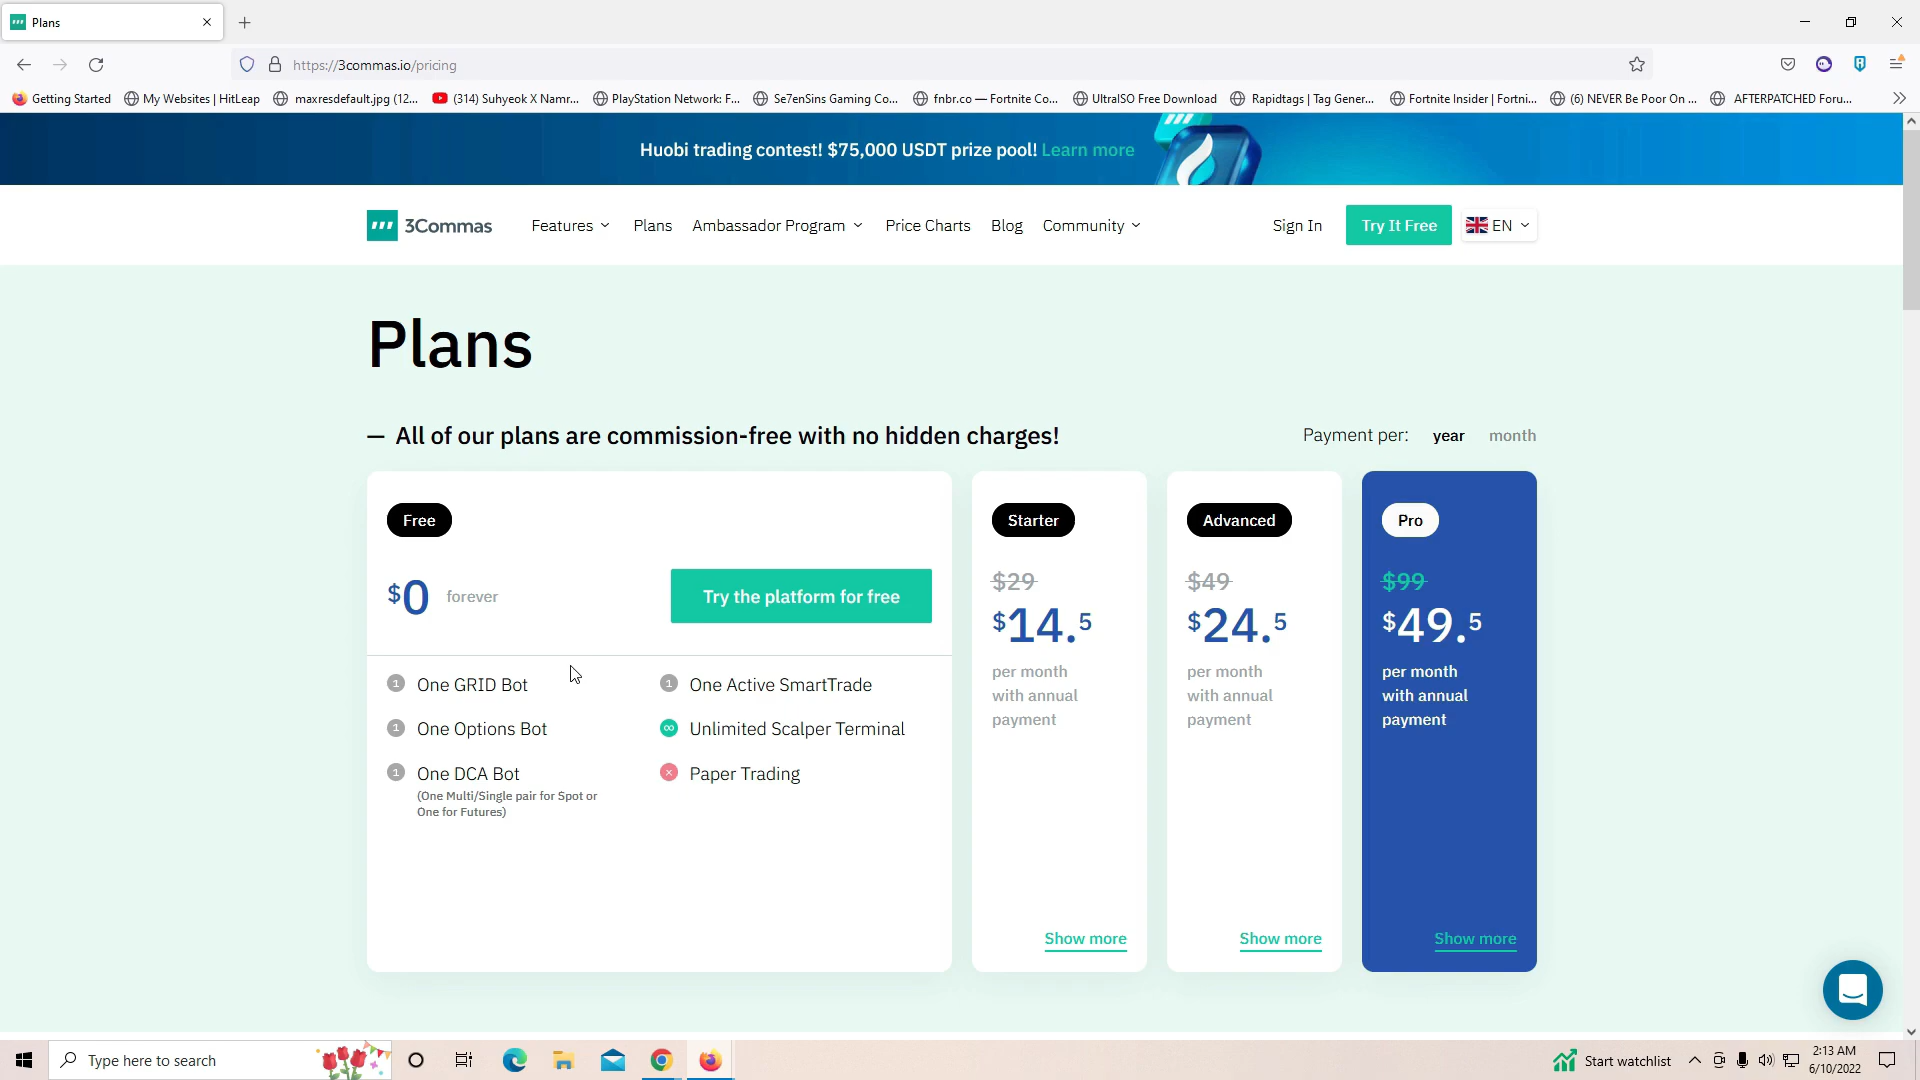 Plans
https://3commas.io/pricing
Getting Started
My Websites | HitLeap
maxresdefault.jpg (12...
(314) Suhyeok X Namr...
PlayStation Network: F...
Se7enSins Gaming Co...
fnbr.co — Fortnite Co...
UltraISO Free Download
Rapidtags | Tag Gener...
Fortnite Insider | Fortni...
(6) NEVER Be Poor On ...
AFTERPATCHED Foru...
Huobi trading contest! $75,000 USDT prize pool! Learn more
3Commas
Features
Plans
Ambassador Program
Price Charts
Blog
Community
Sign In
Try It Free
EN
Plans
— All of our plans are commission-free with no hidden charges!
Payment per: year month
Free
$0 forever
Try the platform for free
1 One GRID Bot
1 One Active SmartTrade
1 One Options Bot
∞ Unlimited Scalper Terminal
1 One DCA Bot
(One Multi/Single pair for Spot or
One for Futures)
Paper Trading
Starter
$29
$14.5
per month
with annual
payment
Show more
Advanced
$49
$24.5
per month
with annual
payment
Show more
Pro
$99
$49.5
per month
with annual
payment
Show more
Type here to search
Start watchlist
2:13 AM
6/10/2022